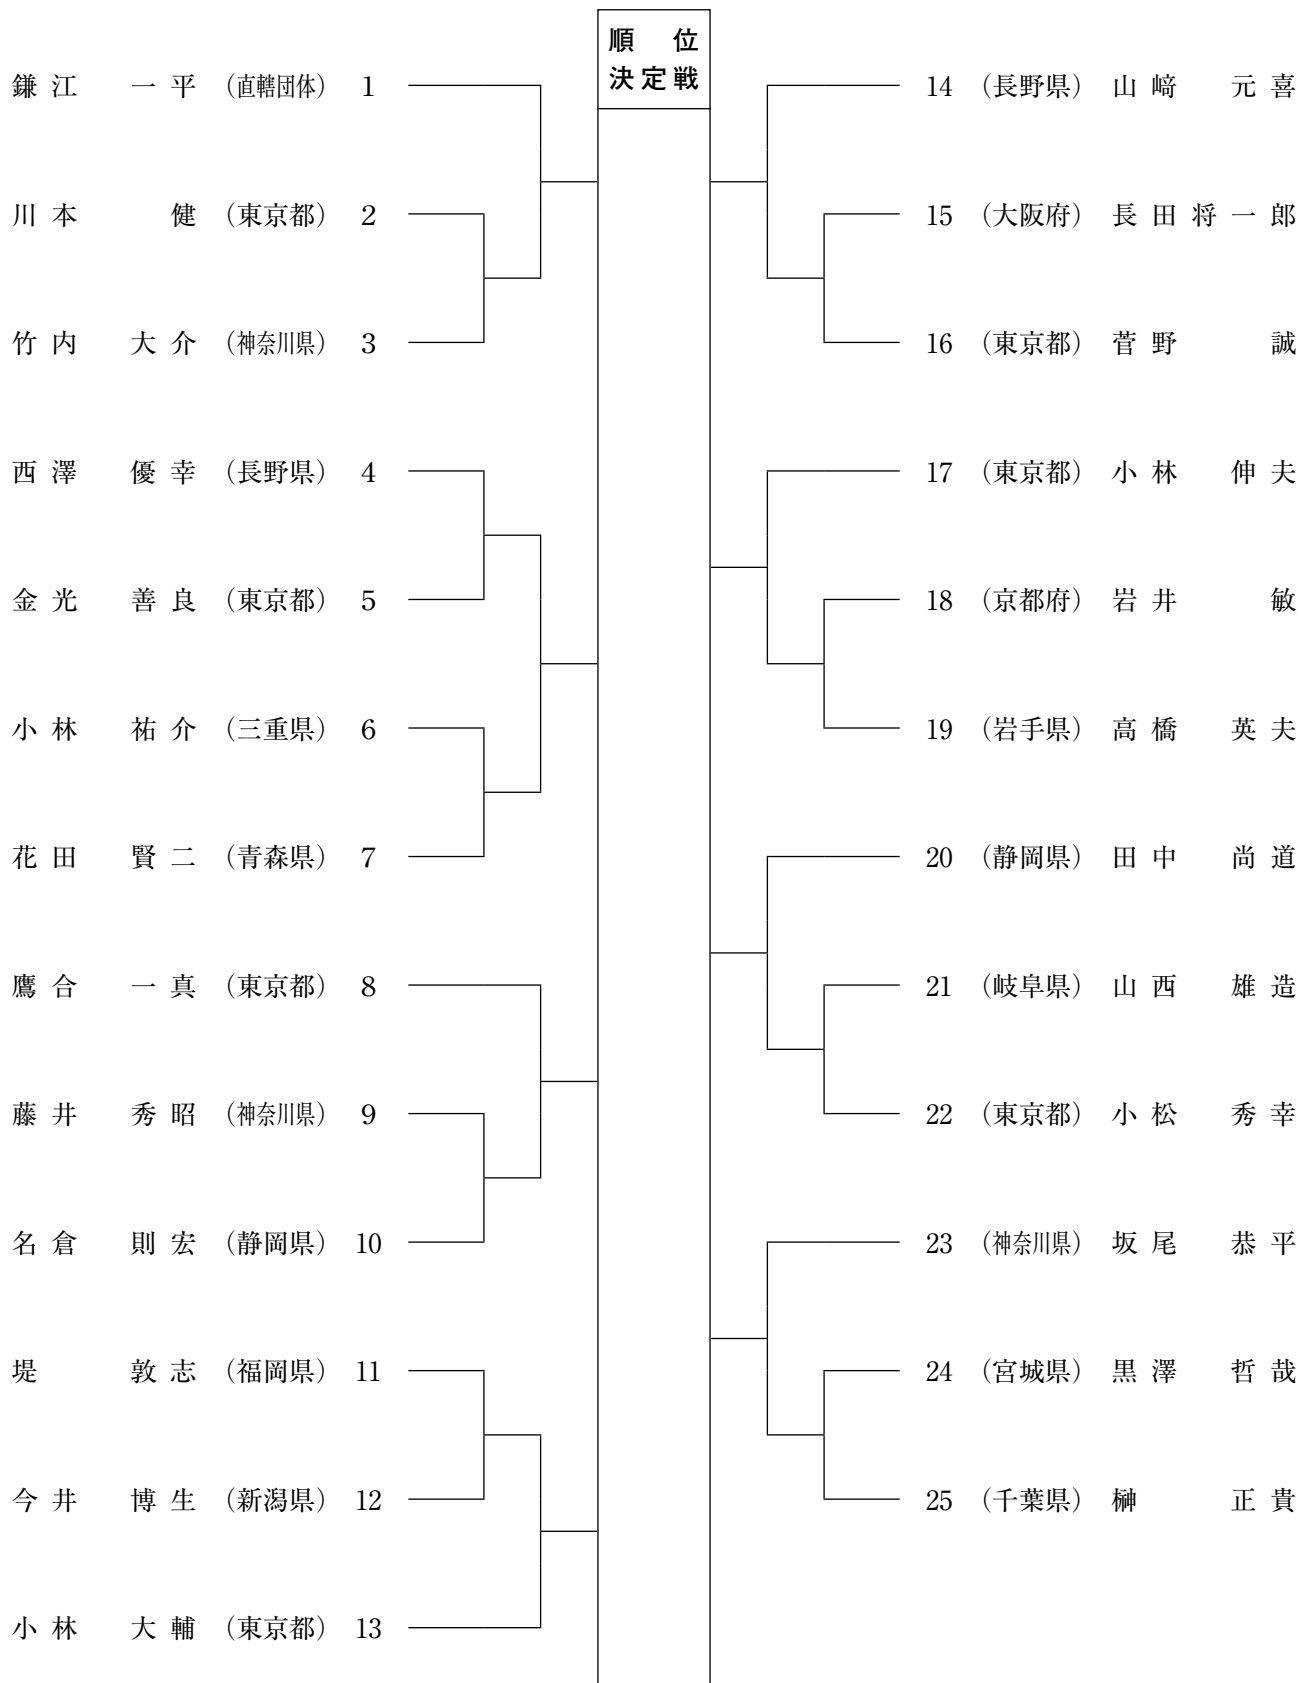 順位
決定戦
鎌江 一平 (直轄団体) 1
川本 健 (東京都) 2
竹内 大介 (神奈川県) 3
西澤 優幸 (長野県) 4
金光 善良 (東京都) 5
小林 祐介 (三重県) 6
花田 賢二 (青森県) 7
鷹合 一真 (東京都) 8
藤井 秀昭 (神奈川県) 9
名倉 則宏 (静岡県) 10
堤 敦志 (福岡県) 11
今井 博生 (新潟県) 12
小林 大輔 (東京都) 13
14 (長野県) 山﨑 元喜
15 (大阪府) 長田将一郎
16 (東京都) 菅野 誠
17 (東京都) 小林 伸夫
18 (京都府) 岩井 敏
19 (岩手県) 高橋 英夫
20 (静岡県) 田中 尚道
21 (岐阜県) 山西 雄造
22 (東京都) 小松 秀幸
23 (神奈川県) 坂尾 恭平
24 (宮城県) 黒澤 哲哉
25 (千葉県) 榊 正貴